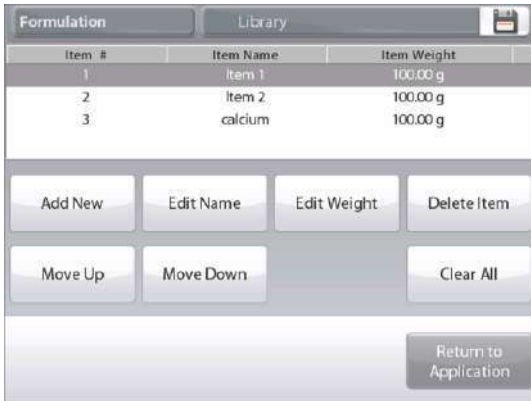 Formulation Library
Item # Item Name Item Weight
1 Item 1 100.00 g
2 Item 2 100.00 g
3 calcium 100.00 g
Add New Edit Name Edit Weight Delete Item
Move Up Move Down Clear All
Return to
Application